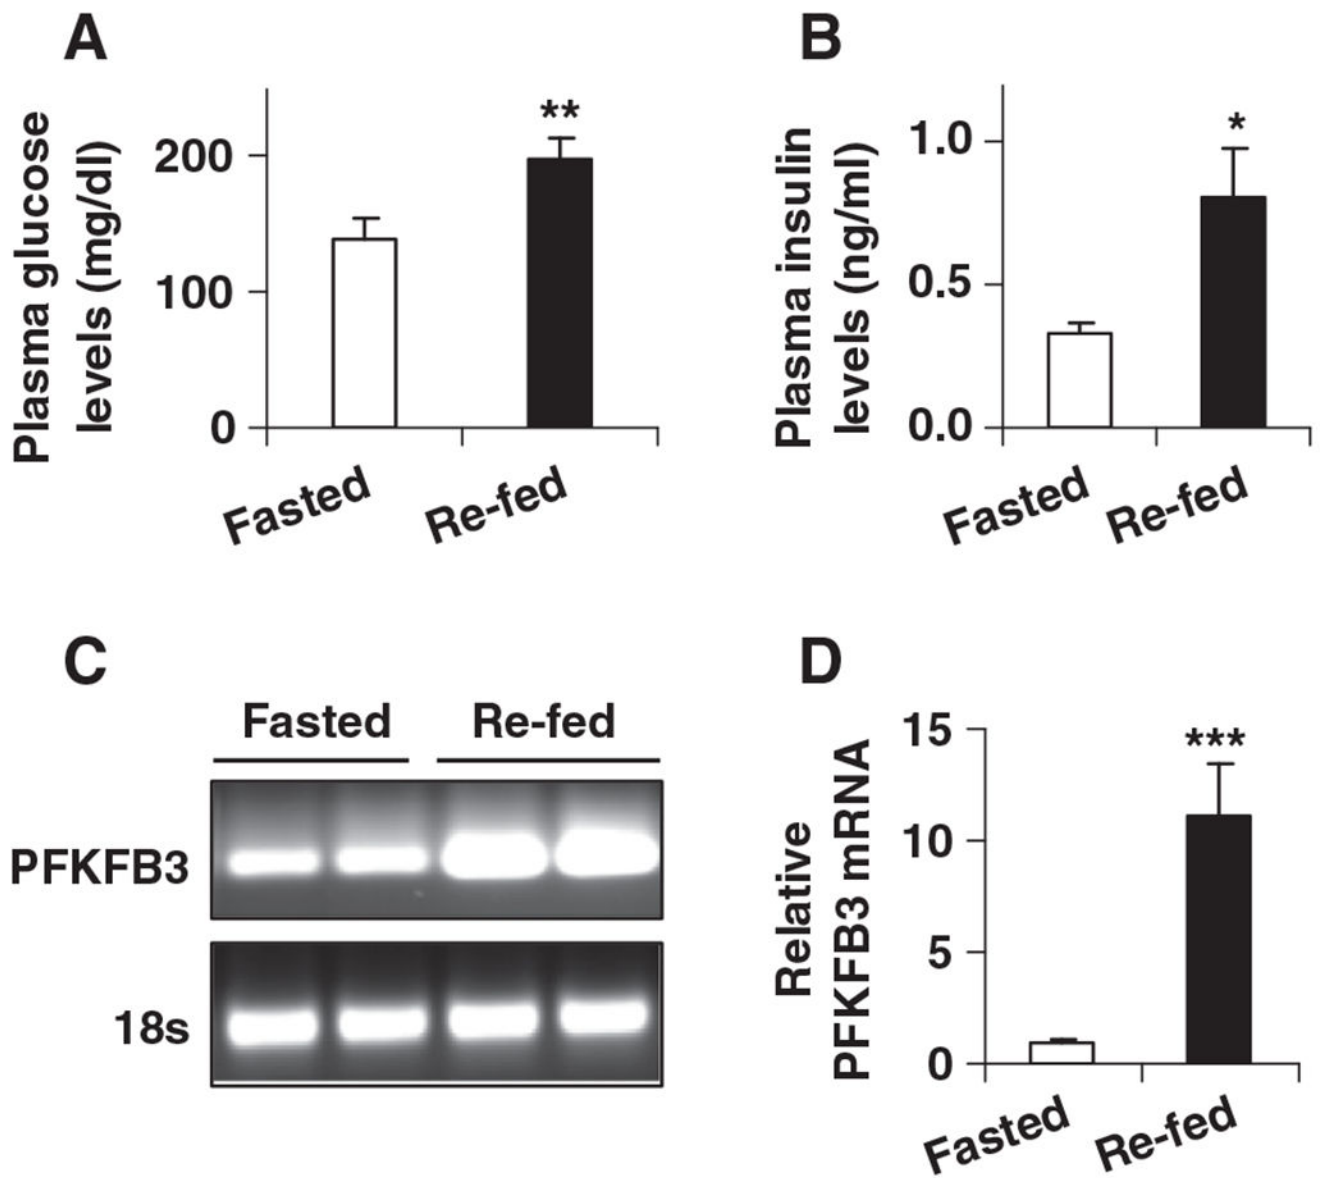 A
Plasma glucose
levels (mg/dl)
200
100
0
**
Fasted
Re-fed
B
Plasma insulin
levels (ng/ml)
1.0
0.5
0.0
*
Fasted
Re-fed
C
Fasted
Re-fed
PFKFB3
18s
D
Relative
PFKFB3 mRNA
15
10
5
0
***
Fasted
Re-fed